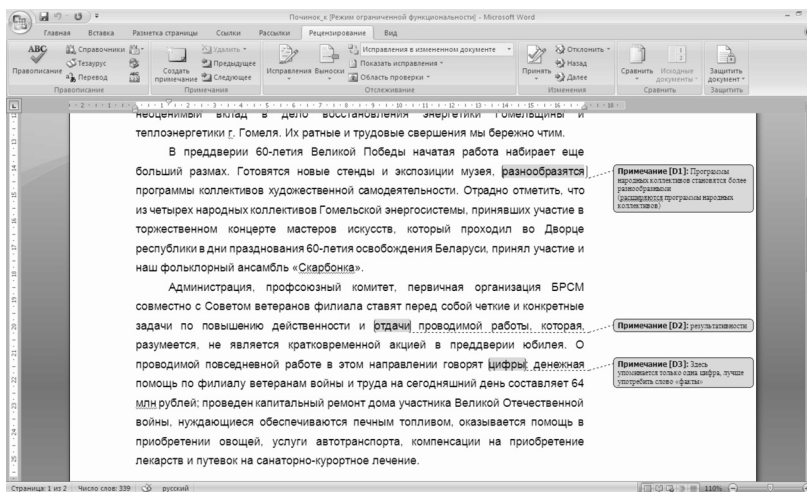 Починок_к [Режим ограниченной функциональности] - Microsoft Word
Главная Вставка Разметка страницы Ссылки Рассылки Рецензирование Вид
ABC Правописание
Справочники
Тезаурус
Перевод
Правописание
Создать примечание
Удалить
Предыдущее
Следующее
Примечания
Исправления Выноски
Исправления в измененном документе
Показать исправления
Область проверки
Отслеживание
Принять
Отклонить
Назад
Далее
Изменения
Сравнить Исходные документы
Сравнить
Защитить документ
Защитить
неоценимый вклад в дело восстановления энергетики Гомельщины и
теплоэнергетики г. Гомеля. Их ратные и трудовые свершения мы бережно чтим.
В преддверии 60-летия Великой Победы начатая работа набирает еще
больший размах. Готовятся новые стенды и экспозиции музея, разнообразятся
программы коллективов художественной самодеятельности. Отрадно отметить, что
из четырех народных коллективов Гомельской энергосистемы, принявших участие в
торжественном концерте мастеров искусств, который проходил во Дворце
республики в дни празднования 60-летия освобождения Беларуси, принял участие и
наш фольклорный ансамбль «Скарбонка».
Администрация, профсоюзный комитет, первичная организация БРСМ
совместно с Советом ветеранов филиала ставят перед собой четкие и конкретные
задачи по повышению действенности и отдачи проводимой работы, которая,
разумеется, не является кратковременной акцией в преддверии юбилея. О
проводимой повседневной работе в этом направлении говорят цифры: денежная
помощь по филиалу ветеранам войны и труда на сегодняшний день составляет 64
млн рублей; проведен капитальный ремонт дома участника Великой Отечественной
войны, нуждающиеся обеспечиваются печным топливом, оказывается помощь в
приобретении овощей, услуги автотранспорта, компенсации на приобретение
лекарств и путевок на санаторно-курортное лечение.
Примечание [D1]: Программы
народных коллективов становятся более
разнообразными
(расширяются программы народных
коллективов)
Примечание [D2]: результативности
Примечание [D3]: Здесь
упоминается только одна цифра, лучше
употребить слово «факты»
Страница: 1 из 2 Число слов: 339 русский 110%